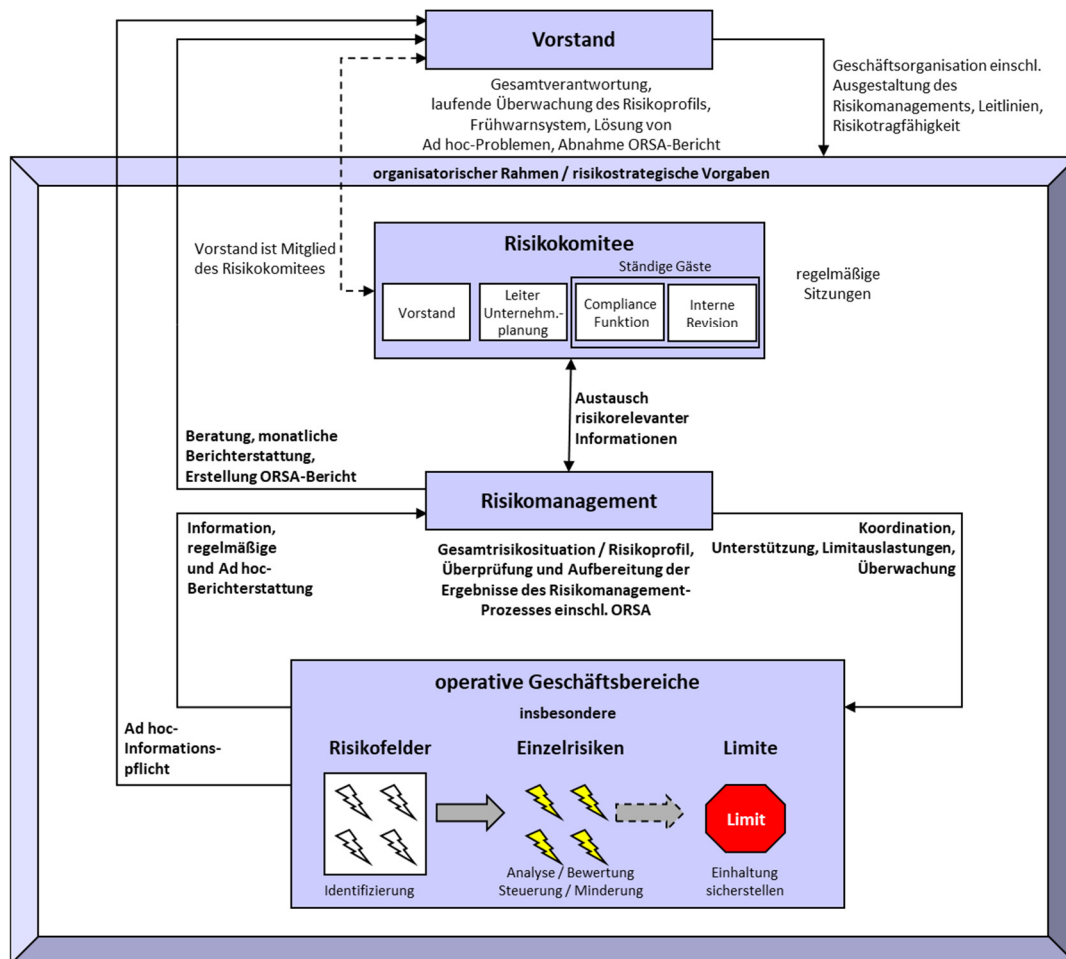 Vorstand
Gesamtverantwortung,
laufende Überwachung des Risikoprofils,
Frühwarnsystem, Lösung von
Ad hoc-Problemen, Abnahme ORSA-Bericht
Geschäftsorganisation einschl.
Ausgestaltung des
Risikomanagements, Leitlinien,
Risikotragfähigkeit
organisatorischer Rahmen / risikostrategische Vorgaben
Vorstand ist Mitglied
des Risikokomitees
Risikokomitee
Ständige Gäste
Vorstand
Leiter
Unternehm.-
planung
Compliance
Funktion
Interne
Revision
regelmäßige
Sitzungen
Austausch
risikorelevanter
Informationen
Beratung, monatliche
Berichterstattung,
Erstellung ORSA-Bericht
Risikomanagement
Information,
regelmäßige
und Ad hoc-
Berichterstattung
Gesamtrisikosituation / Risikoprofil,
Überprüfung und Aufbereitung der
Ergebnisse des Risikomanagement-
Prozesses einschl. ORSA
Koordination,
Unterstützung, Limitauslastungen,
Überwachung
operative Geschäftsbereiche
insbesondere
Ad hoc-
Informations-
pflicht
Risikofelder
Einzelrisiken
Limite
Limit
Identifizierung
Analyse / Bewertung
Steuerung / Minderung
Einhaltung
sicherstellen